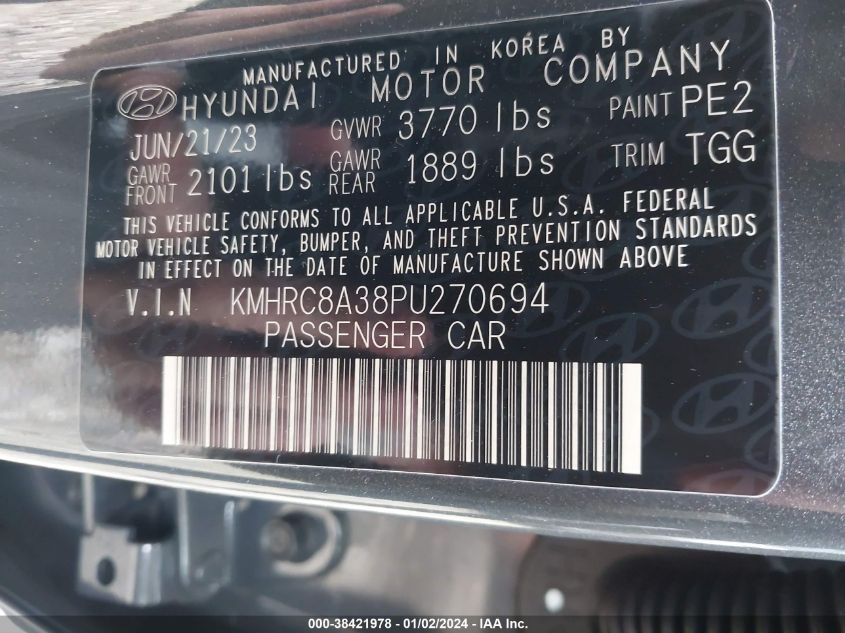 MANUFACTURED IN KOREA BY
HYUNDAI MOTOR COMPANY
JUN/21/23 GVWR 3770 lbs PAINT PE2
GAWR FRONT 2101 lbs GAWR REAR 1889 lbs TRIM TGG
THIS VEHICLE CONFORMS TO ALL APPLICABLE U.S.A. FEDERAL
MOTOR VEHICLE SAFETY, BUMPER, AND THEFT PREVENTION STANDARDS
IN EFFECT ON THE DATE OF MANUFACTURE SHOWN ABOVE
V.I.N KMHRC8A38PU270694
PASSENGER CAR
000-38421978 - 01/02/2024 - IAA Inc.